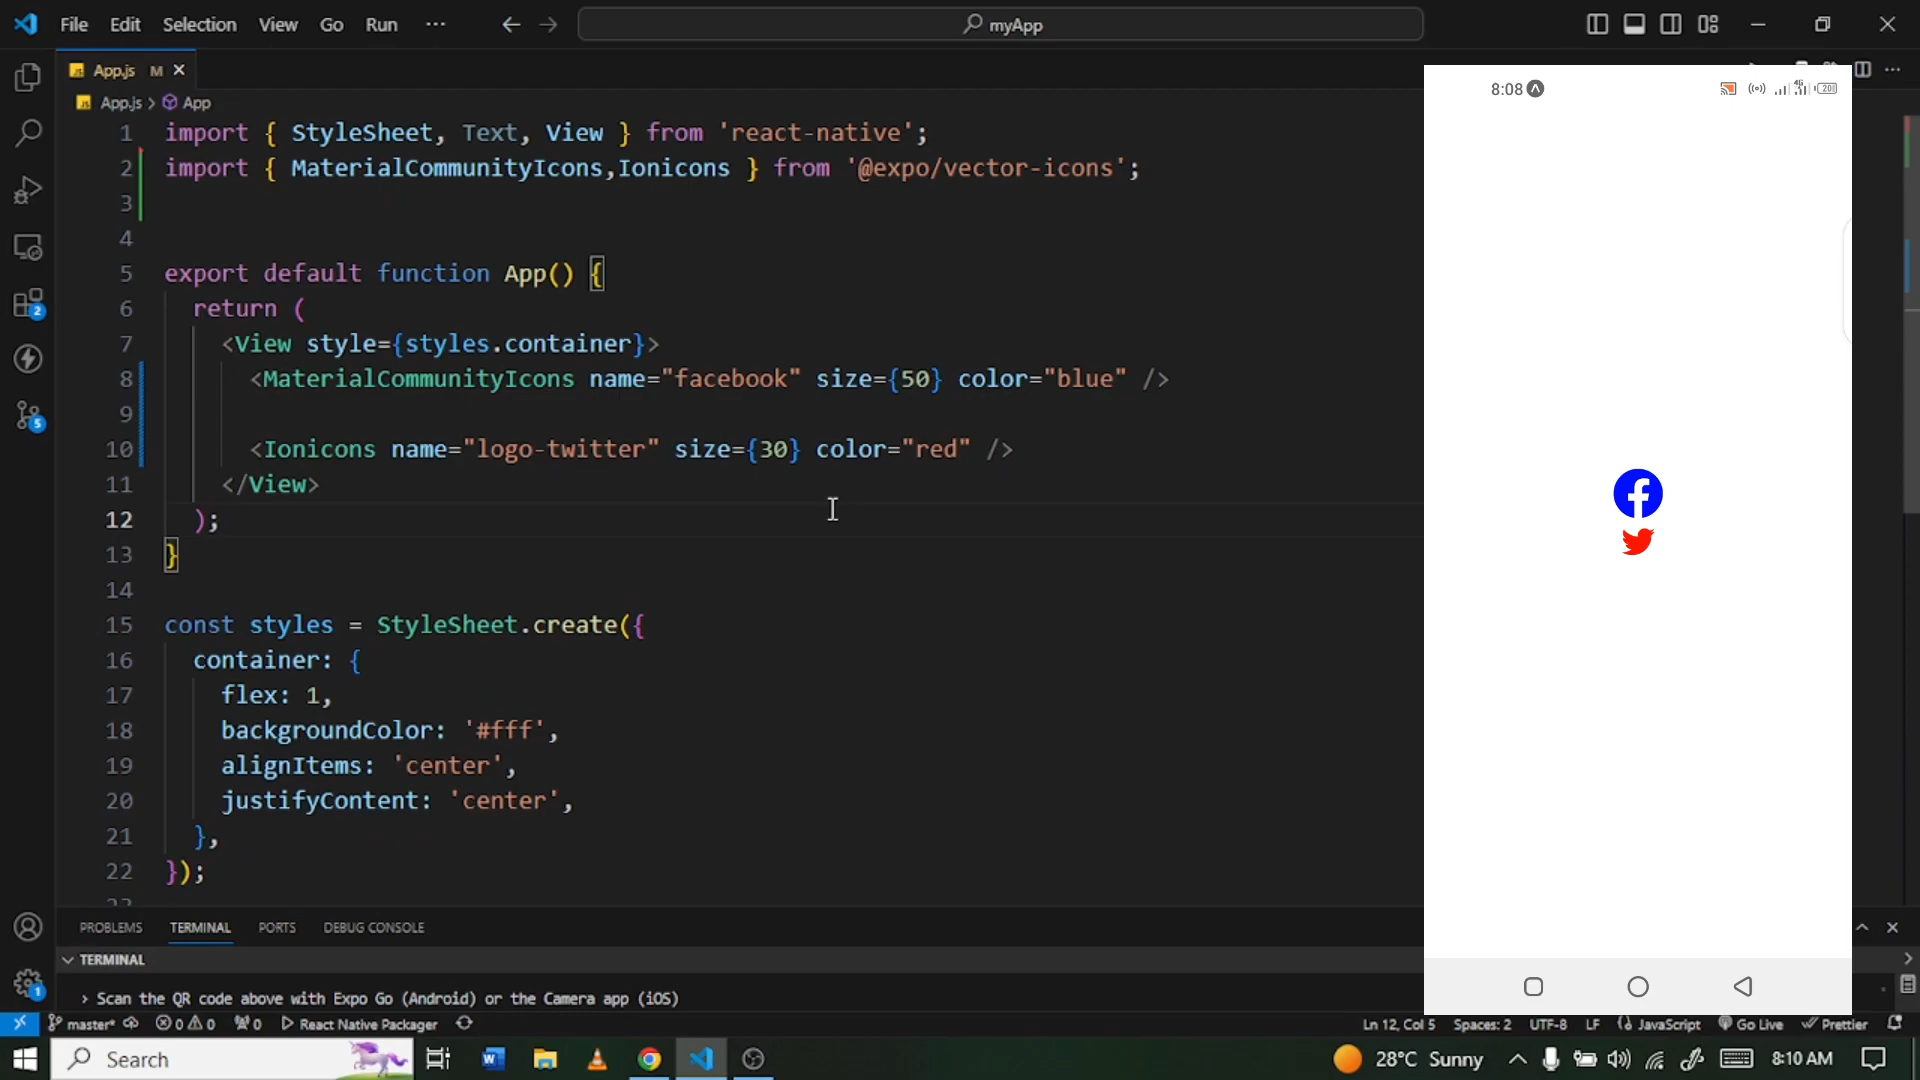 File Edit Selection View Go Run ··· myApp
App.js M
App.js > App
1 import { StyleSheet, Text, View } from 'react-native';
2 import { MaterialCommunityIcons,Ionicons } from '@expo/vector-icons';
3
4
5 export default function App() {
6 return (
7 <View style={styles.container}>
8 <MaterialCommunityIcons name="facebook" size={50} color="blue" />
9
10 <Ionicons name="logo-twitter" size={30} color="red" />
11 </View>
12 );
13 }
14
15 const styles = StyleSheet.create({
16 container: {
17 flex: 1,
18 backgroundColor: '#fff',
19 alignItems: 'center',
20 justifyContent: 'center',
21 },
22 });
8:08
4G
20
2
5
1
PROBLEMS TERMINAL PORTS DEBUG CONSOLE
TERMINAL
› Scan the QR code above with Expo Go (Android) or the Camera app (iOS)
master* 0 0 0 React Native Packager Ln 12, Col 5 Spaces: 2 UTF-8 LF JavaScript Go Live Prettier
Search 28°C Sunny 8:10 AM